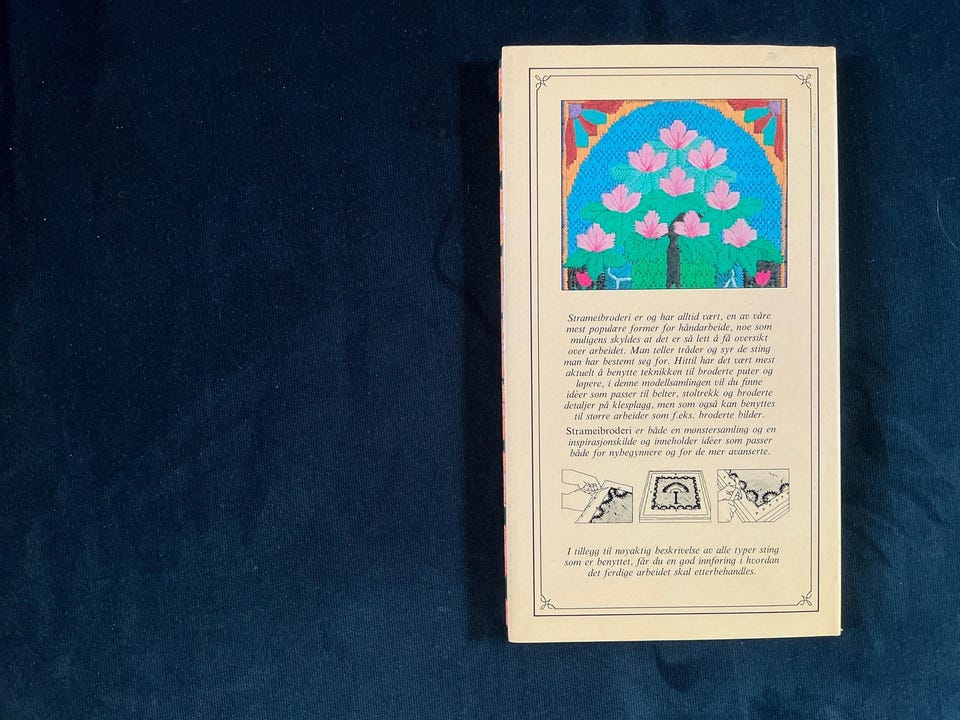 Strameibroderi er og har alltid vært, en av våre
mest populære former for håndarbeide, noe som
muligens skyldes at det er så lett å få oversikt
over arbeidet. Man teller tråder og syr de sting
man har bestemt seg for. Hittil har det vært mest
aktuelt å benytte teknikken til broderte puter og
løpere, i denne modellsamlingen vil du finne
idèer som passer til belter, stoltrekk og broderte
detaljer på klesplagg, men som også kan benyttes
til større arbeider som f.eks. broderte bilder.
Strameibroderi er både en mønstersamling og en
inspirasjonskilde og inneholder idèer som passer
både for nybegynnere og for de mer avanserte.
I tillegg til nøyaktig beskrivelse av alle typer sting
som er benyttet, får du en god innføring i hvordan
det ferdige arbeidet skal etterbehandles.